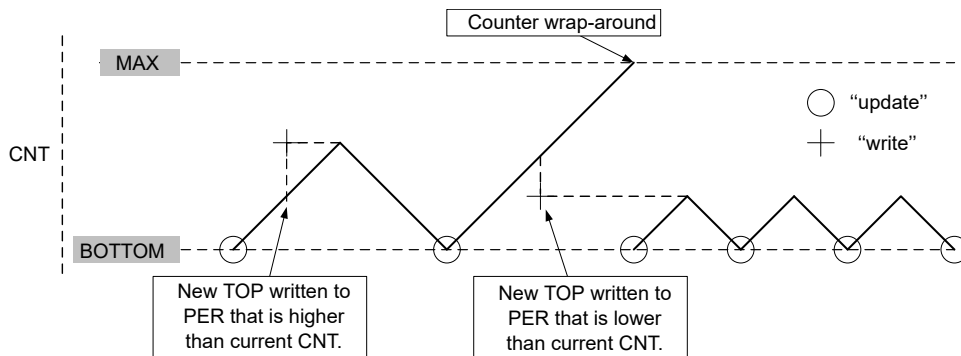 Counter wrap-around
MAX
“update”
“write”
CNT
BOTTOM
New TOP written to
PER that is higher
than current CNT.
New TOP written to
PER that is lower
than current CNT.